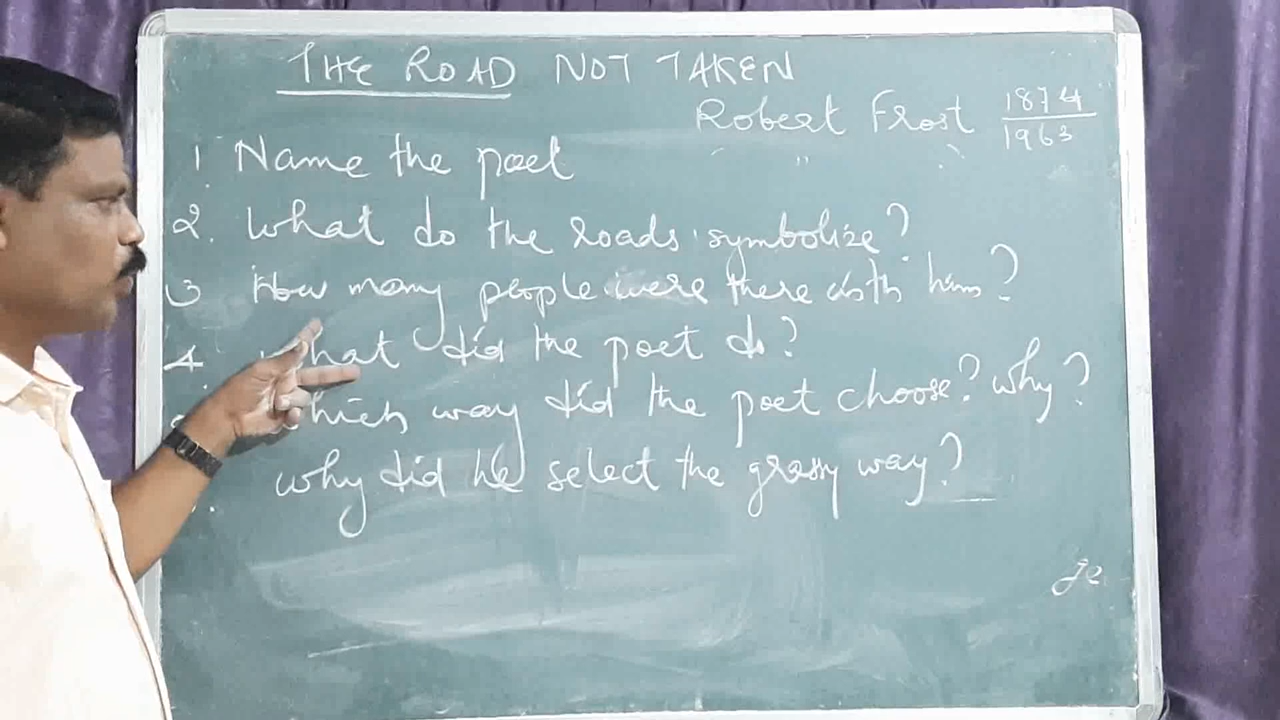 THE ROAD NOT TAKEN
Robert Frost 1874
1963
1. Name the poet
2. What do the roads symbolize?
3 How many people were there with him?
4. What did the poet do?
which way did the poet choose? why?
why did he select the grassy way?